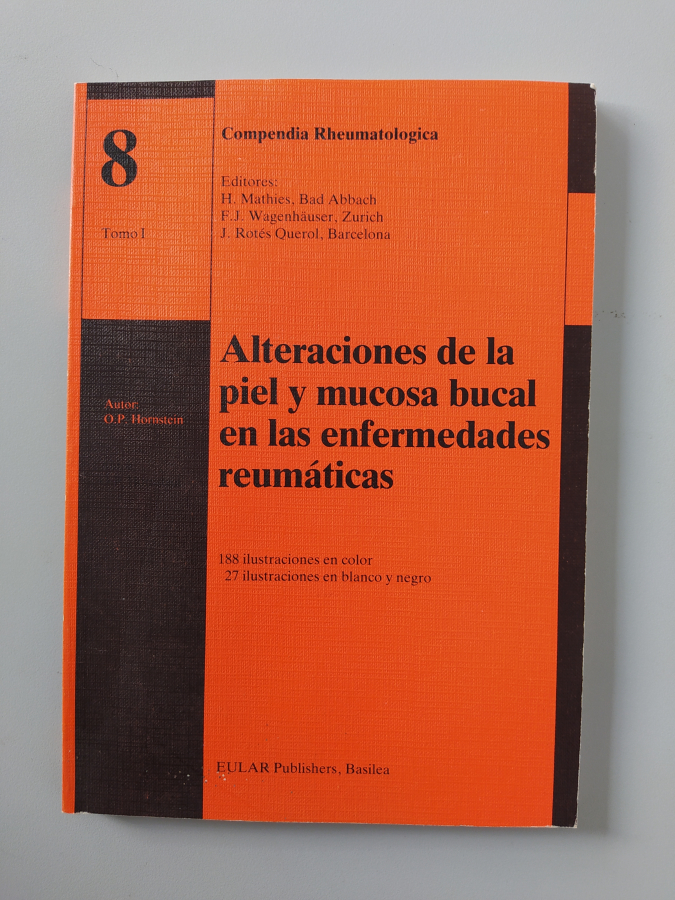 8
Tomo I
Autor:
O.P. Hornstein
Compendia Rheumatologica
Editores:
H. Mathies, Bad Abbach
F.J. Wagenhäuser, Zurich
J. Rotés Querol, Barcelona
Alteraciones de la
piel y mucosa bucal
en las enfermedades
reumáticas
188 ilustraciones en color
27 ilustraciones en blanco y negro
EULAR Publishers, Basilea